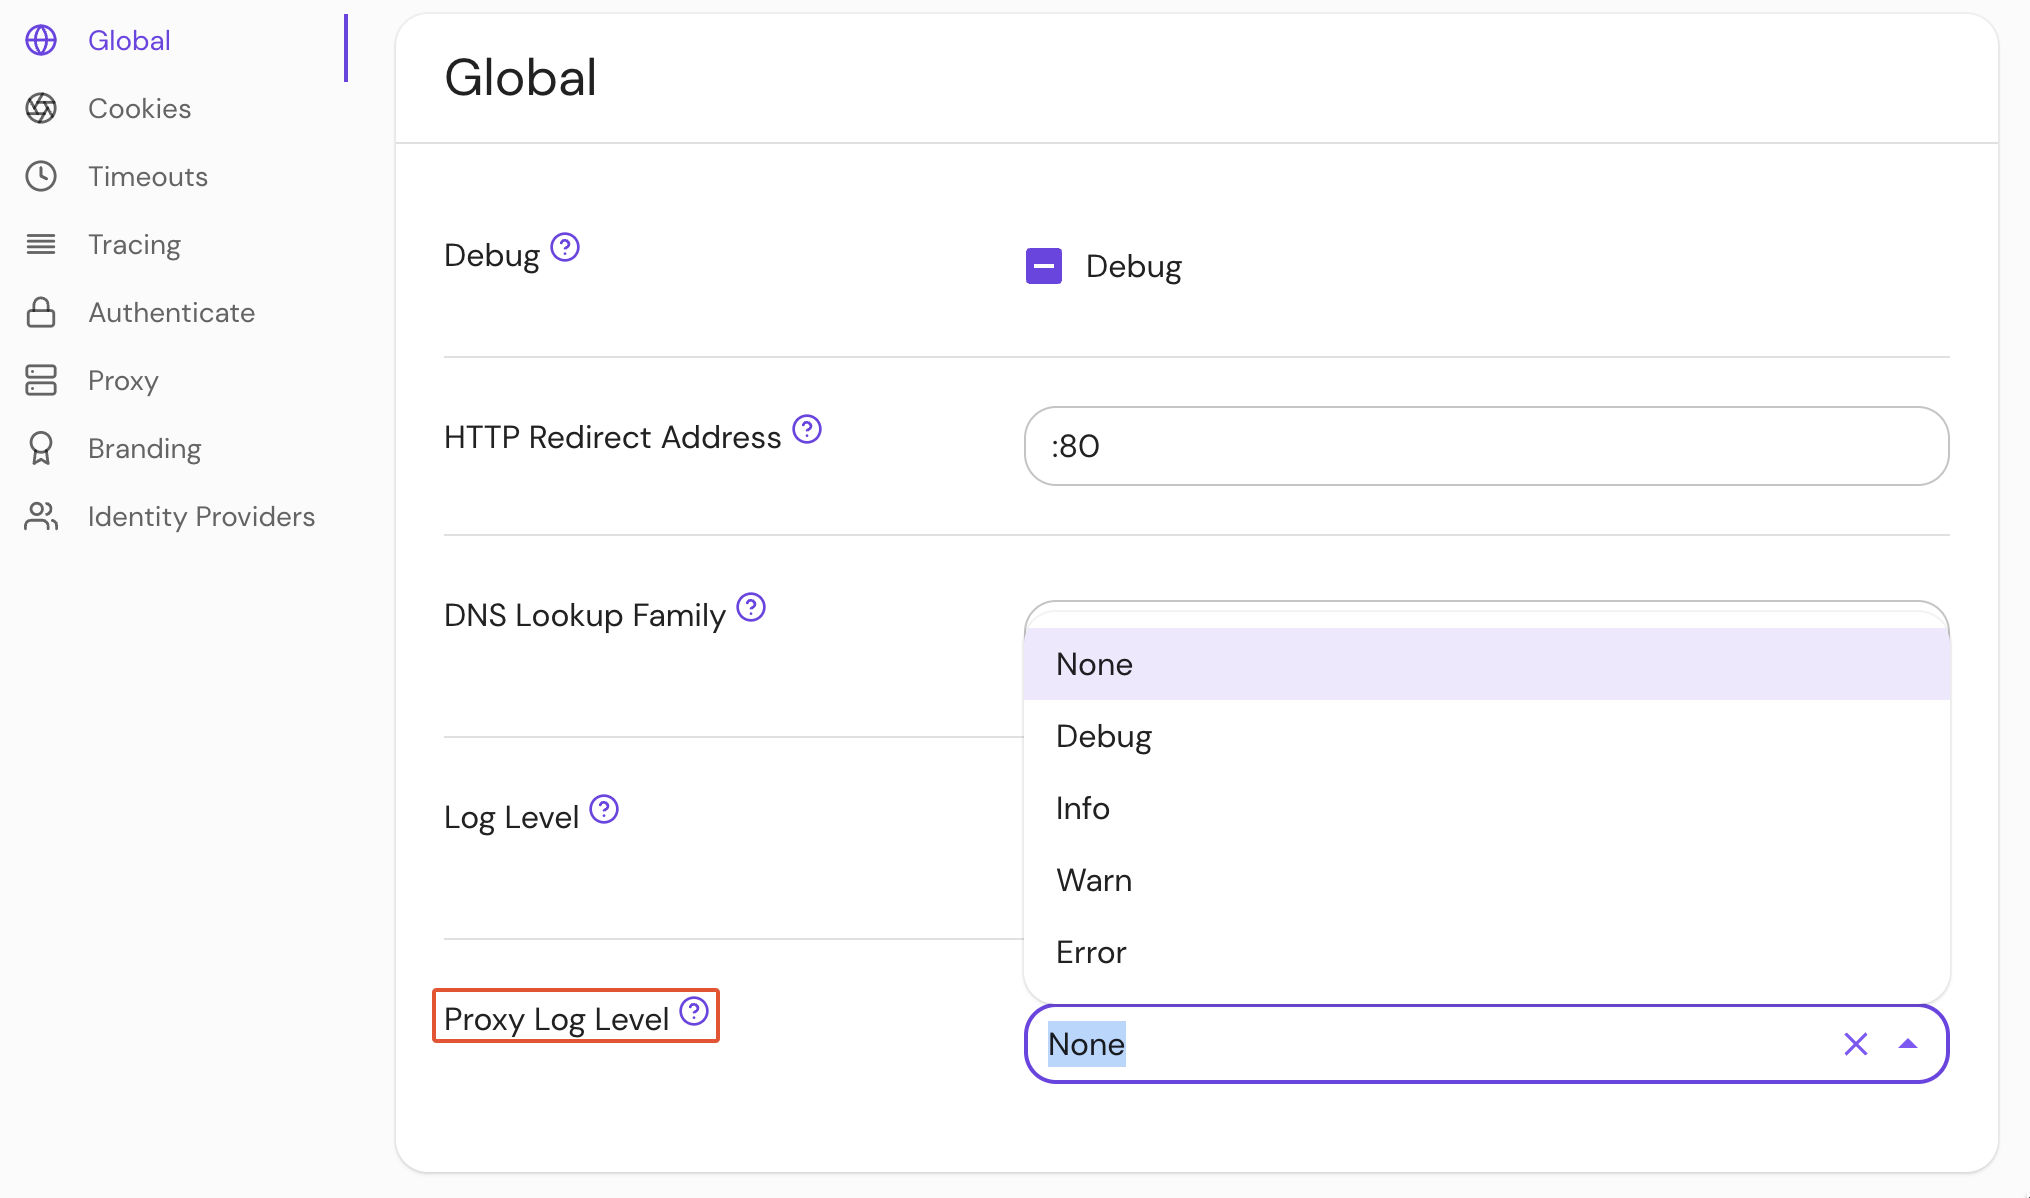 Global
Cookies
Timeouts
Tracing
Authenticate
Proxy
Branding
Identity Providers
Global
Debug
Debug
HTTP Redirect Address
:80
DNS Lookup Family
None
Debug
Info
Warn
Error
Log Level
Proxy Log Level
None